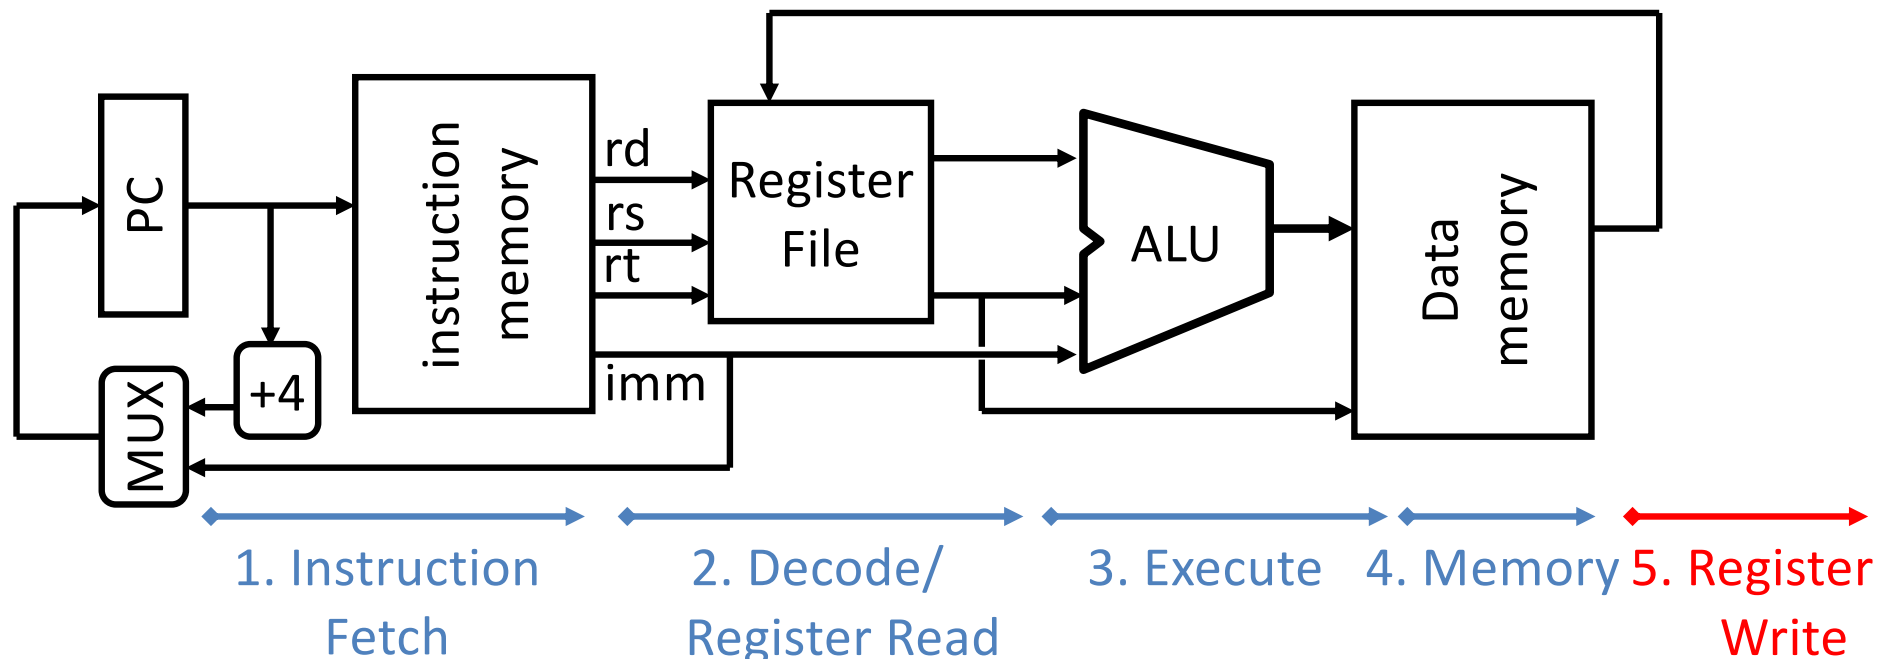 PC
+4
MUX
instruction
memory
rd
rs
rt
imm
Register
File
ALU
Data
memory
1. Instruction
Fetch
2. Decode/
Register Read
3. Execute
4. Memory
5. Register
Write